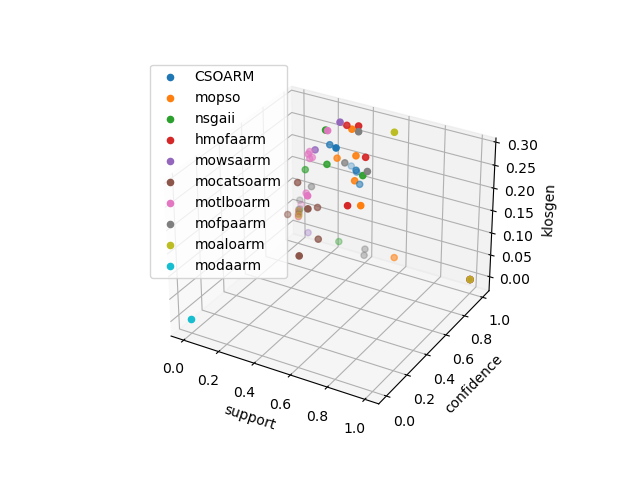 CSOARM
mopso
nsgaii
hmofaarm
mowsaarm
mocatsoarm
motlboarm
mofpaarm
moaloarm
modaarm
0.30
0.25
0.20
0.15
0.10
0.05
0.00
klosgen
0.0
0.2
0.4
0.6
0.8
1.0
support
0.0
0.2
0.4
0.6
0.8
1.0
confidence